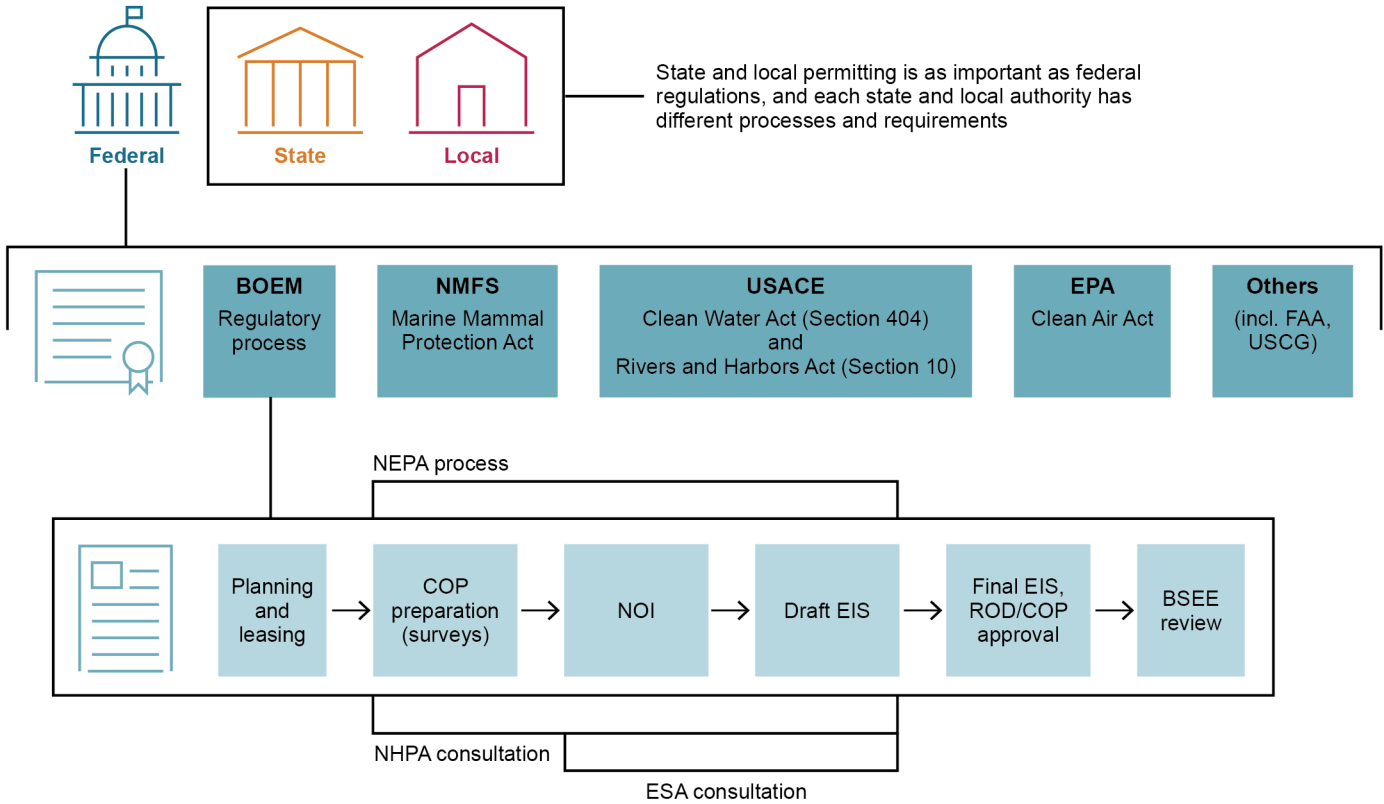 Federal
State
Local
State and local permitting is as important as federal
regulations, and each state and local authority has
different processes and requirements
BOEM
Regulatory
process
NMFS
Marine Mammal
Protection Act
USACE
Clean Water Act (Section 404)
and
Rivers and Harbors Act (Section 10)
EPA
Clean Air Act
Others
(incl. FAA,
USCG)
NEPA process
Planning
and
leasing
COP
preparation
(surveys)
NOI
Draft EIS
Final EIS,
ROD/COP
approval
BSEE
review
NHPA consultation
ESA consultation